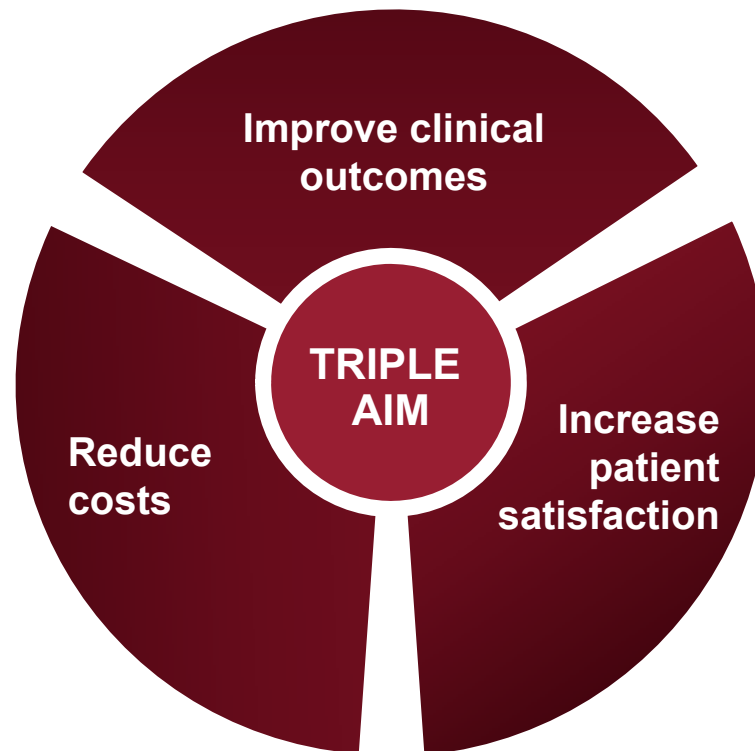 Improve clinical
outcomes
TRIPLE
AIM
Reduce
costs
Increase
patient
satisfaction